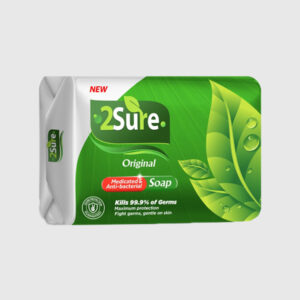 NEW
2Sure
Original
Medicated &
Anti-bacterial
Soap
Kills 99.9% of Germs
Maximum protection
Fight germs, gentle on skin
2Sure